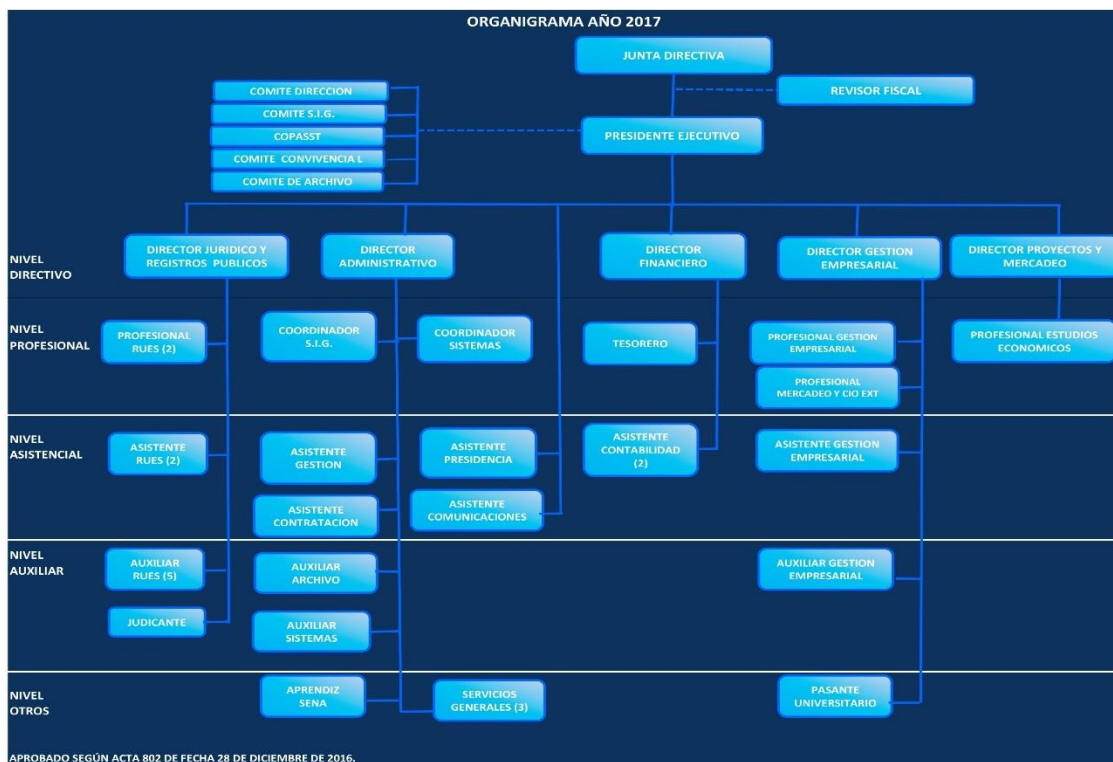 ORGANIGRAMA AÑO 2017
JUNTA DIRECTIVA
REVISOR FISCAL
COMITE DIRECCION
COMITE S.I.G.
COPASST
COMITE CONVIVENCIA L
COMITE DE ARCHIVO
PRESIDENTE EJECUTIVO
NIVEL
DIRECTIVO
DIRECTOR JURIDICO Y
REGISTROS PUBLICOS
DIRECTOR
ADMINISTRATIVO
DIRECTOR
FINANCIERO
DIRECTOR GESTION
EMPRESARIAL
DIRECTOR PROYECTOS Y
MERCADEO
NIVEL
PROFESIONAL
PROFESIONAL
RUES (2)
COORDINADOR
S.I.G.
COORDINADOR
SISTEMAS
TESORERO
PROFESIONAL GESTION
EMPRESARIAL
PROFESIONAL
MERCADEO Y CIO EXT
PROFESIONAL ESTUDIOS
ECONOMICOS
NIVEL
ASISTENCIAL
ASISTENTE
RUES (2)
ASISTENTE
GESTION
ASISTENTE
CONTRATACION
ASISTENTE
PRESIDENCIA
ASISTENTE
COMUNICACIONES
ASISTENTE
CONTABILIDAD
(2)
ASISTENTE GESTION
EMPRESARIAL
NIVEL
AUXILIAR
AUXILIAR
RUES (5)
JUDICANTE
AUXILIAR
ARCHIVO
AUXILIAR
SISTEMAS
AUXILIAR GESTION
EMPRESARIAL
NIVEL
OTROS
APRENDIZ
SENA
SERVICIOS
GENERALES (3)
PASANTE
UNIVERSITARIO
APROBADO SEGÚN ACTA 802 DE FECHA 28 DE DICIEMBRE DE 2016.